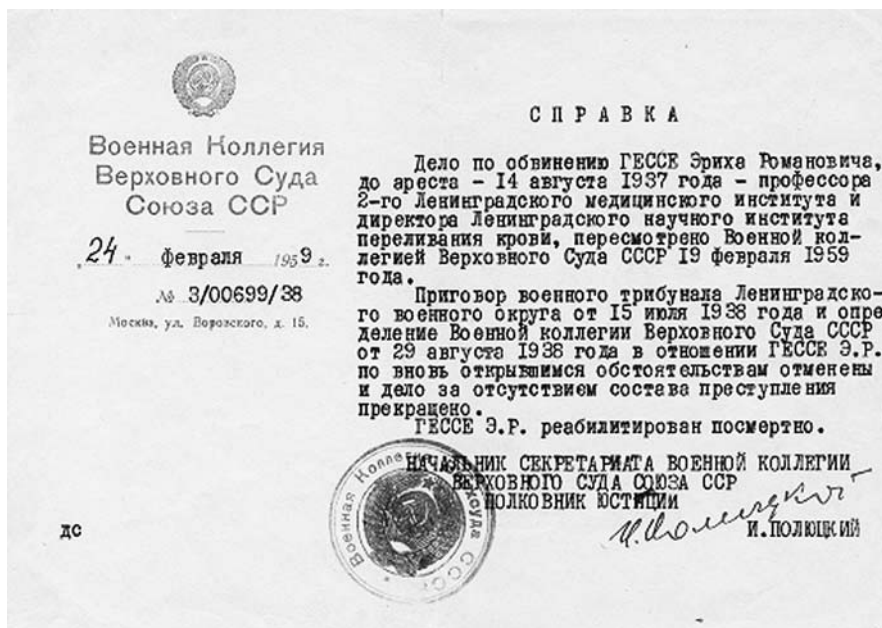 Военная Коллегия
Верховного Суда
Союза ССР
24 · февраля 1959 г.
№ 3/00699/38
Москва, ул. Воровского, д. 15.
СПРАВКА
Дело по обвинению ГЕССЕ Эриха Романовича,
до ареста - 14 августа 1937 года - профессора
2-го Ленинградского медицинского института и
директора Ленинградского научного института
переливания крови, пересмотрено Военной кол-
легией Верховного Суда СССР 19 февраля 1959
года.
Приговор военного трибунала Ленинградско-
го военного округа от 15 июля 1938 года и опре
деление Военной коллегии Верховного Суда СССР
от 29 августа 1938 года в отношении ГЕССЕ Э.Р.
по вновь открывшимся обстоятельствам отменены
и дело за отсутствием состава преступления
прекращено.
ГЕССЕ Э.Р. реабилитирован посмертно.
НАЧАЛЬНИК СЕКРЕТАРИАТА ВОЕННОЙ КОЛЛЕГИИ
ВЕРХОВНОГО СУДА СОЮЗА ССР
ПОЛКОВНИК ЮСТИЦИИ
И.ПОЛЮЦКИЙ
ДС
Военная Колле
хсуда СССР